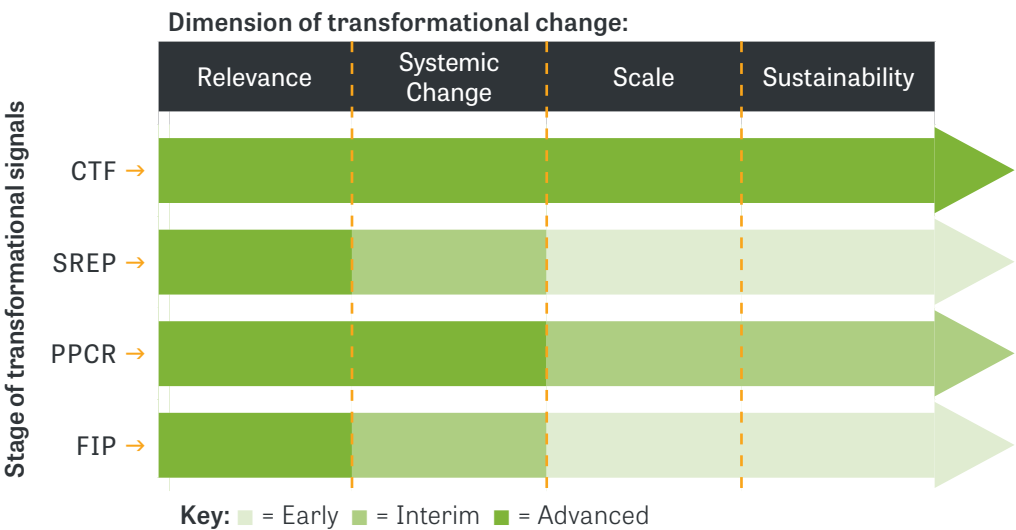 Dimension of transformational change:
Relevance
Systemic
Change
Scale
Sustainability
Stage of transformational signals
CTF →
SREP →
PPCR →
FIP →
Key: = Early = Interim = Advanced